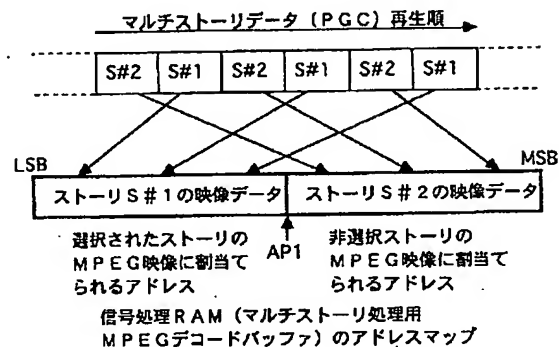 マルチストーリデータ（ＰＧＣ）再生順
S#2 S#1 S#2 S#1 S#2 S#1
LSB MSB
ストーリＳ＃１の映像データ ストーリＳ＃２の映像データ
AP1
選択されたストーリの
ＭＰＥＧ映像に割当て
られるアドレス
非選択ストーリの
ＭＰＥＧ映像に割当て
られるアドレス
信号処理ＲＡＭ（マルチストーリ処理用
ＭＰＥＧデコードバッファ）のアドレスマップ